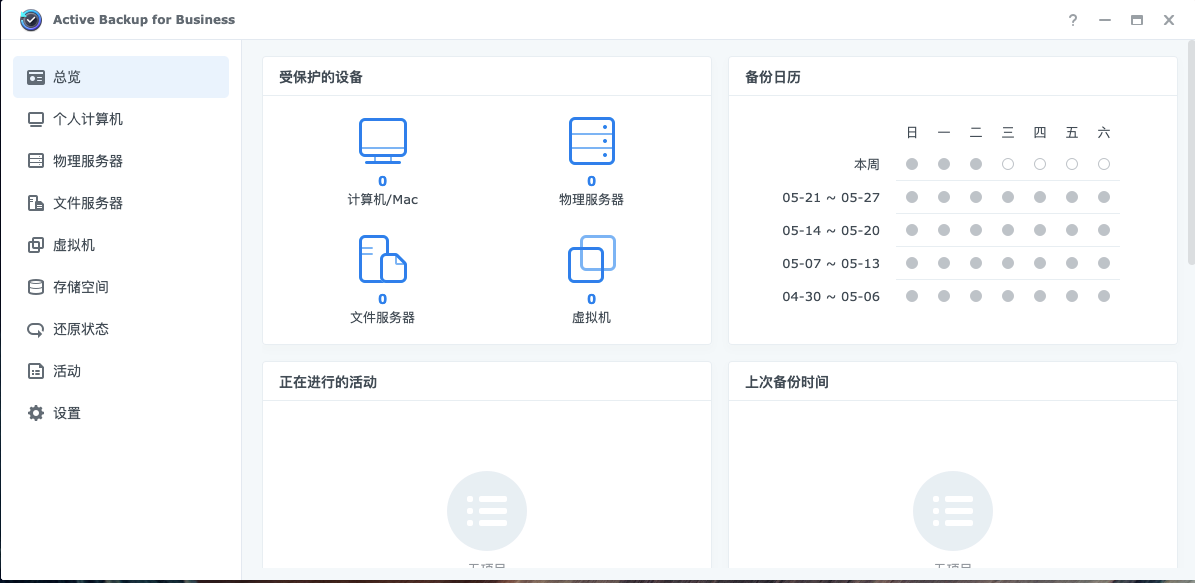 Active Backup for Business
?
总览
个人计算机
物理服务器
文件服务器
虚拟机
存储空间
还原状态
活动
设置
受保护的设备
0
计算机/Mac
0
物理服务器
0
文件服务器
0
虚拟机
备份日历
日 一 二 三 四 五 六
本周
05-21 ~ 05-27
05-14 ~ 05-20
05-07 ~ 05-13
04-30 ~ 05-06
正在进行的活动
上次备份时间